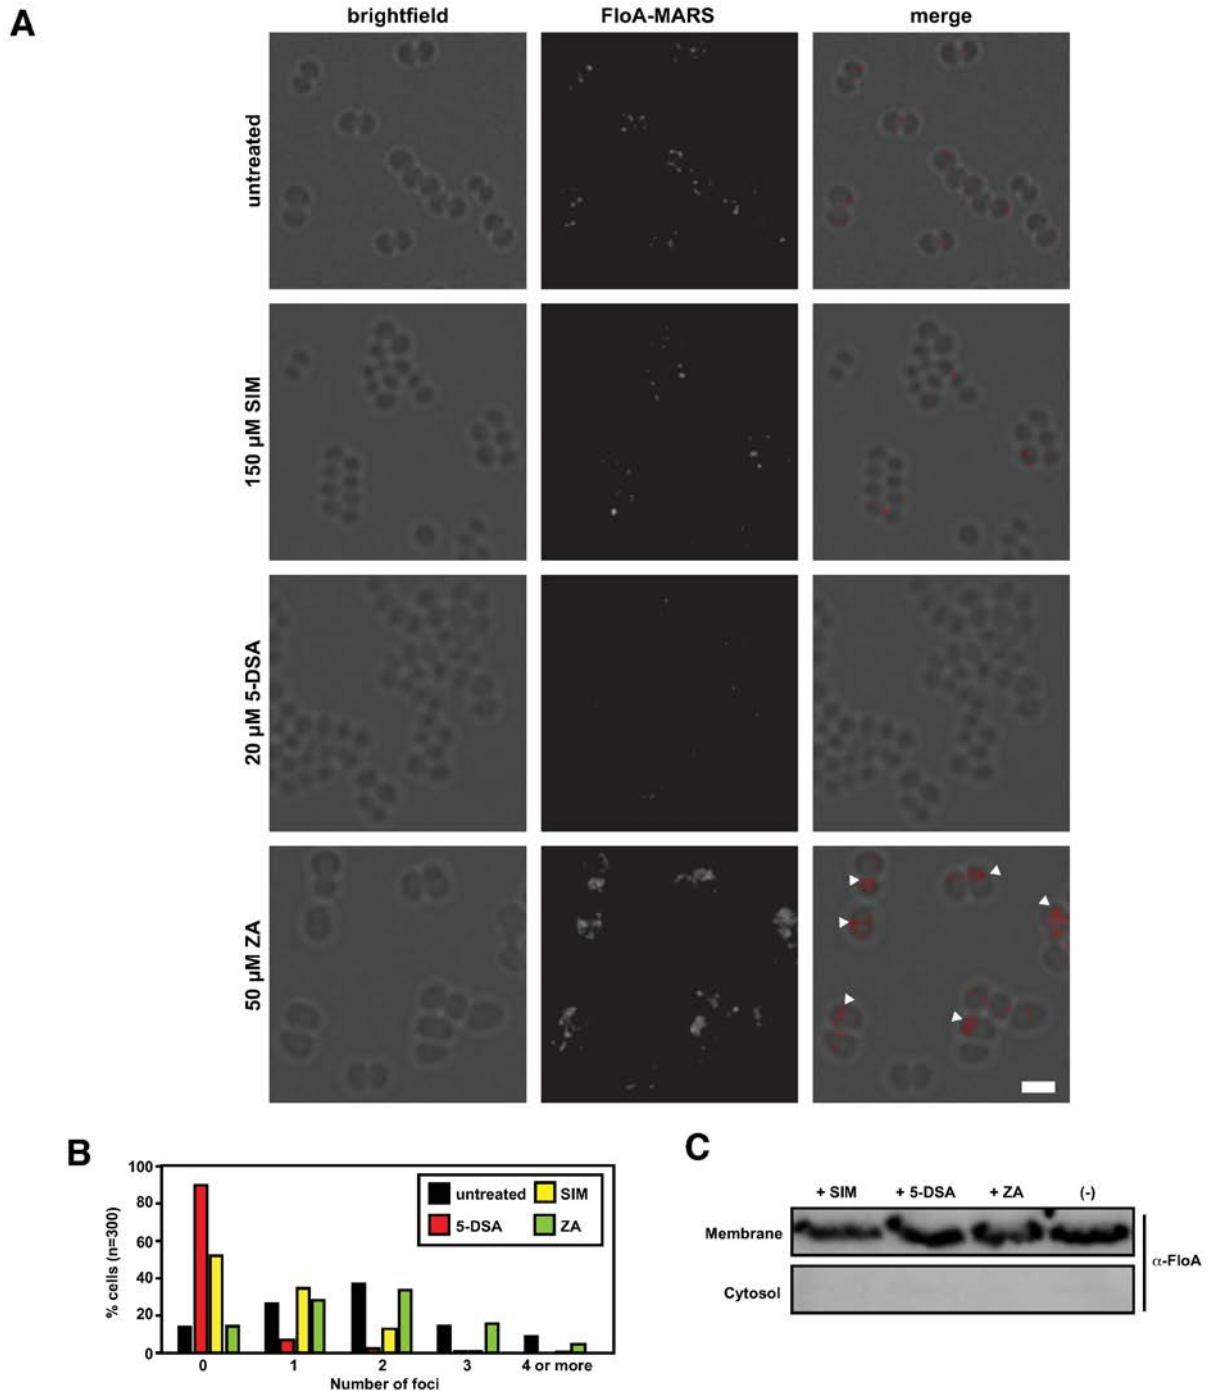 A
brightfield FloA-MARS merge
untreated
150 µM SIM
20 µM 5-DSA
50 µM ZA
B
% cells (n=300)
100
80
60
40
20
0
untreated SIM
5-DSA ZA
0 1 2 3 4 or more
Number of foci
C
+ SIM + 5-DSA + ZA (-)
Membrane
Cytosol
α-FloA